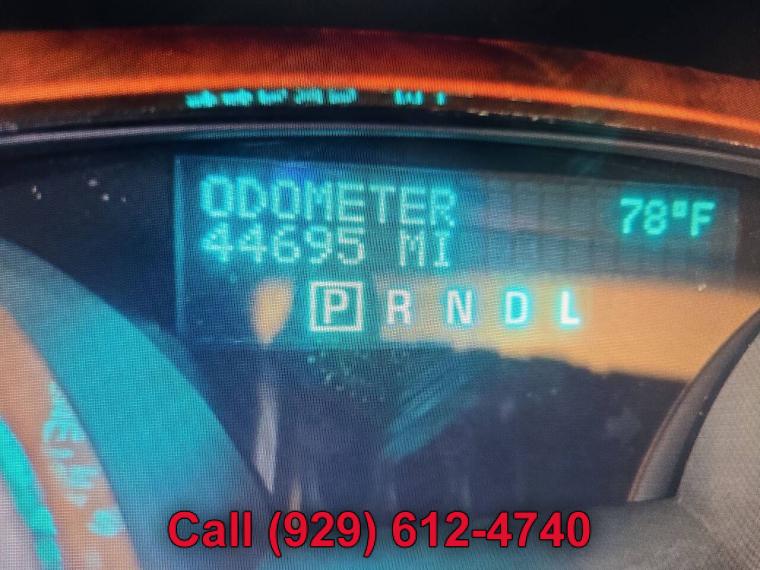 ODOMETER 78°F
44695 MI
P R N D L
Call (929) 612-4740